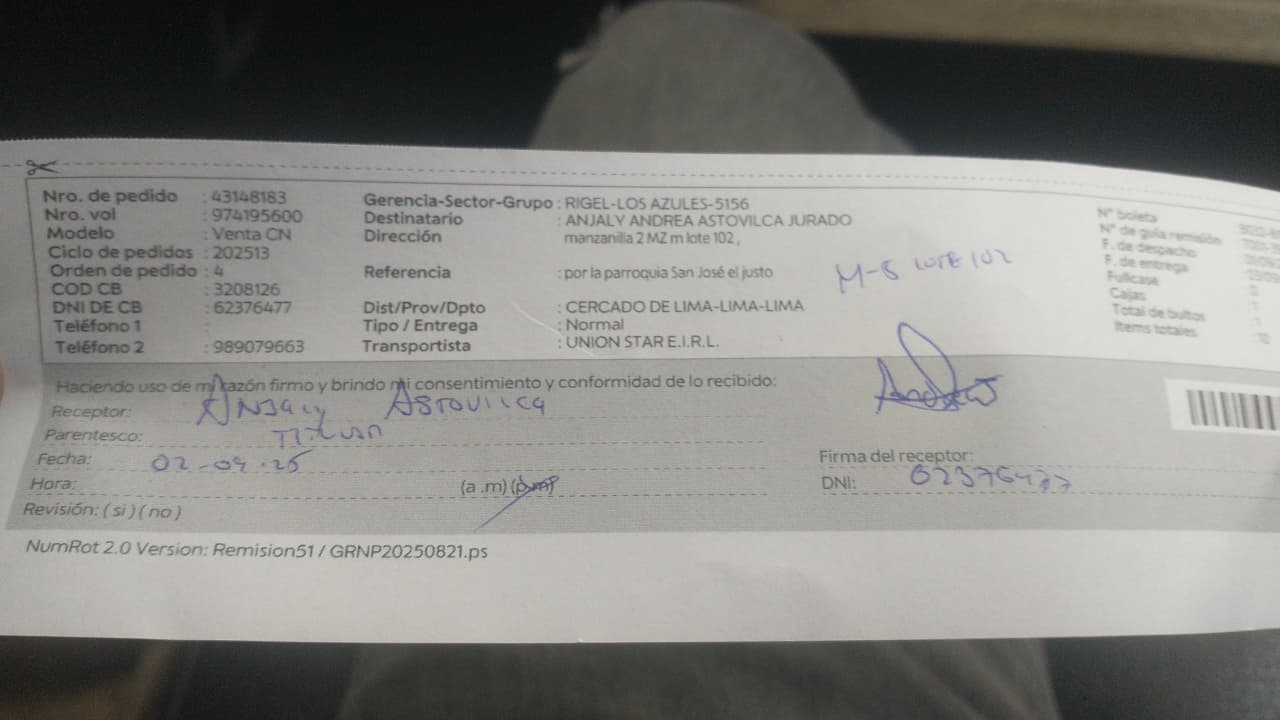 Nro. de pedido : 43148183
Nro. vol : 974195600
Modelo : Venta CN
Ciclo de pedidos : 202513
Orden de pedido : 4
COD CB : 3208126
DNI DE CB : 62376477
Teléfono 1 :
Teléfono 2 : 989079663
Gerencia-Sector-Grupo : RIGEL-LOS AZULES-5156
Destinatario : ANJALY ANDREA ASTOVILCA JURADO
Dirección manzanilla 2 MZ m lote 102 ,
Referencia : por la parroquia San José el justo
Dist/Prov/Dpto : CERCADO DE LIMA-LIMA-LIMA
Tipo / Entrega : Normal
Transportista : UNION STAR E.I.R.L.
M-8 LOTE 102
N° boleta
N° de guía remisión
F. de despacho
F. de entrega
Fullcase
Cajas
Total de bultos
Items totales
Haciendo uso de mi razón firmo y brindo mi consentimiento y conformidad de lo recibido:
Receptor: ANJALY ASTOVILCA
Parentesco:
Fecha: 02-09-25
Hora: (a .m) (p.m)
Revisión: ( si ) ( no )
Firma del receptor:
DNI: 62376477
NumRot 2.0 Version: Remision51 / GRNP20250821.ps